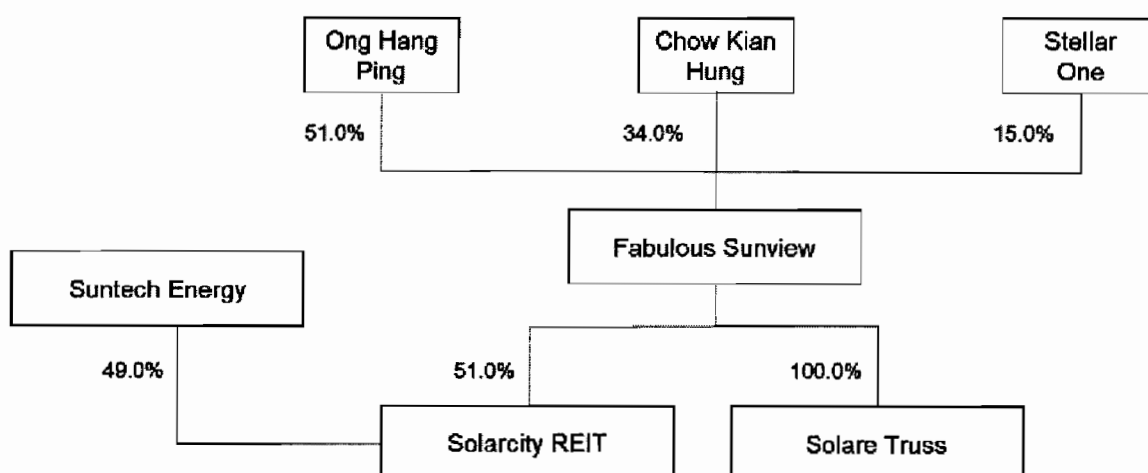 Ong Hang
Ping
Chow Kian
Hung
Stellar
One
51.0%
34.0%
15.0%
Fabulous Sunview
Suntech Energy
49.0%
51.0%
100.0%
Solarcity REIT
Solare Truss